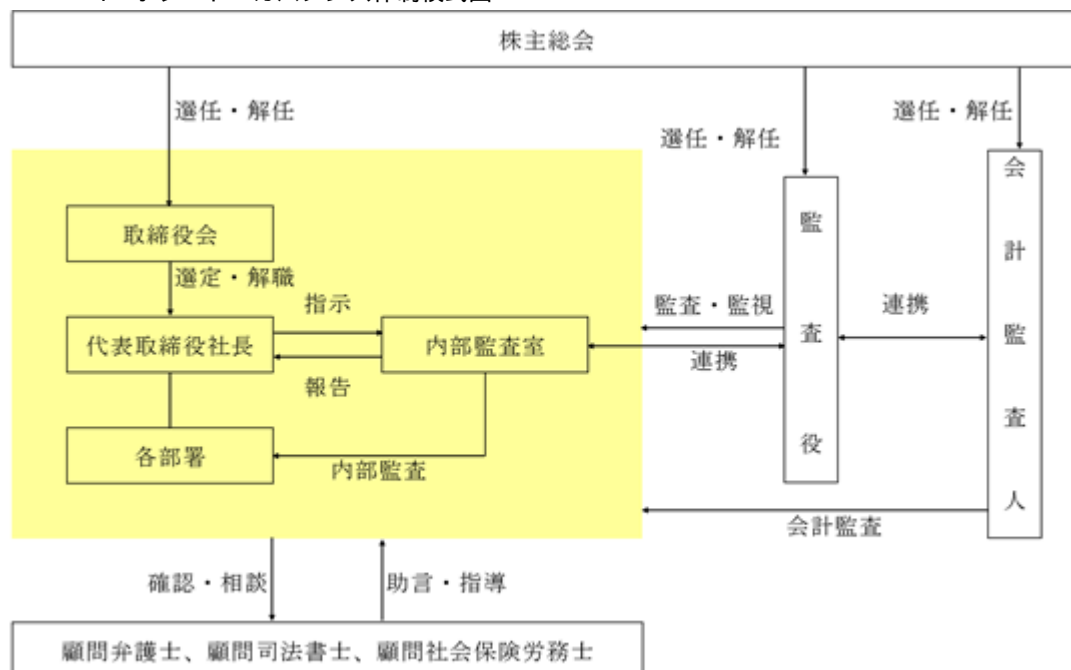 株主総会
選任・解任
選任・解任
選任・解任
取締役会
選定・解職
代表取締役社長
指示
報告
内部監査室
各部署
内部監査
監査・監視
連携
監査役
連携
会計監査人
会計監査
確認・相談
助言・指導
顧問弁護士、顧問司法書士、顧問社会保険労務士